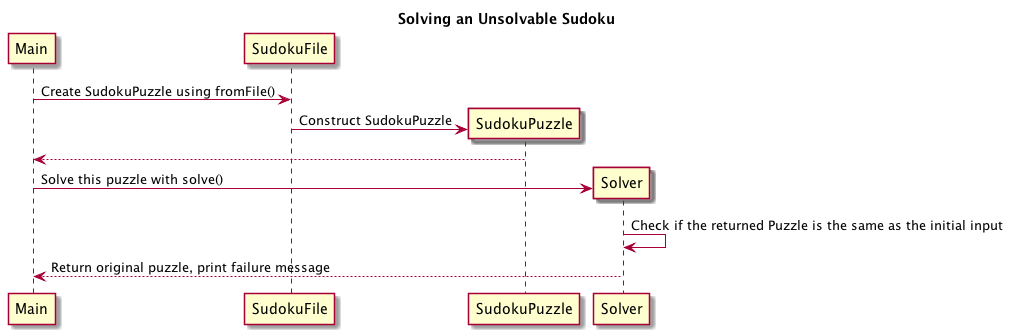 Solving an Unsolvable Sudoku
Main
SudokuFile
Create SudokuPuzzle using fromFile()
Construct SudokuPuzzle
SudokuPuzzle
Solve this puzzle with solve()
Solver
Check if the returned Puzzle is the same as the initial input
Return original puzzle, print failure message
Main
SudokuFile
SudokuPuzzle
Solver